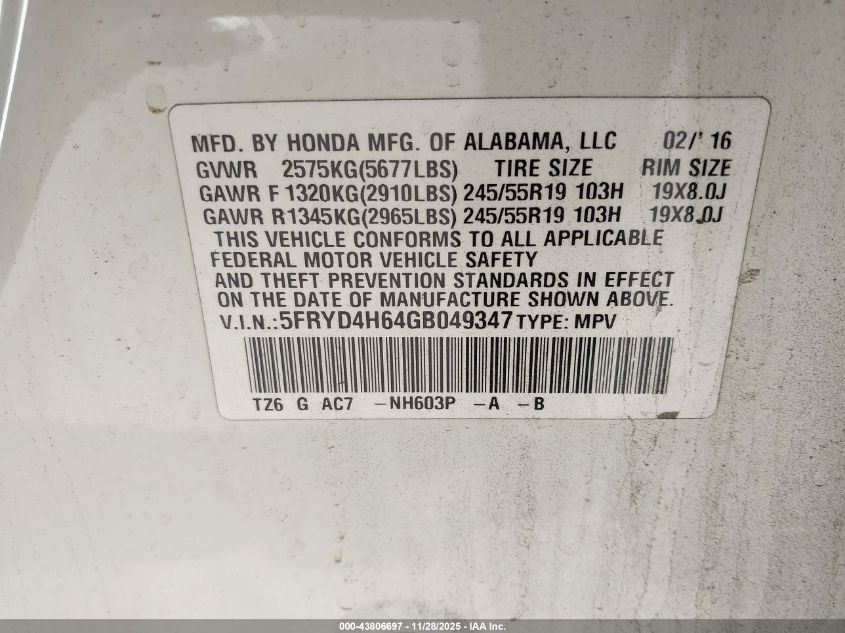 MFD. BY HONDA MFG. OF ALABAMA, LLC 02/' 16
GVWR 2575KG(5677LBS) TIRE SIZE RIM SIZE
GAWR F 1320KG(2910LBS) 245/55R19 103H 19X8.0J
GAWR R1345KG(2965LBS) 245/55R19 103H 19X8.0J
THIS VEHICLE CONFORMS TO ALL APPLICABLE
FEDERAL MOTOR VEHICLE SAFETY
AND THEFT PREVENTION STANDARDS IN EFFECT
ON THE DATE OF MANUFACTURE SHOWN ABOVE.
V.I.N.:5FRYD4H64GB049347 TYPE: MPV
TZ6 G AC7 -NH603P -A -B
000-43806697 - 11/28/2025 - IAA Inc.